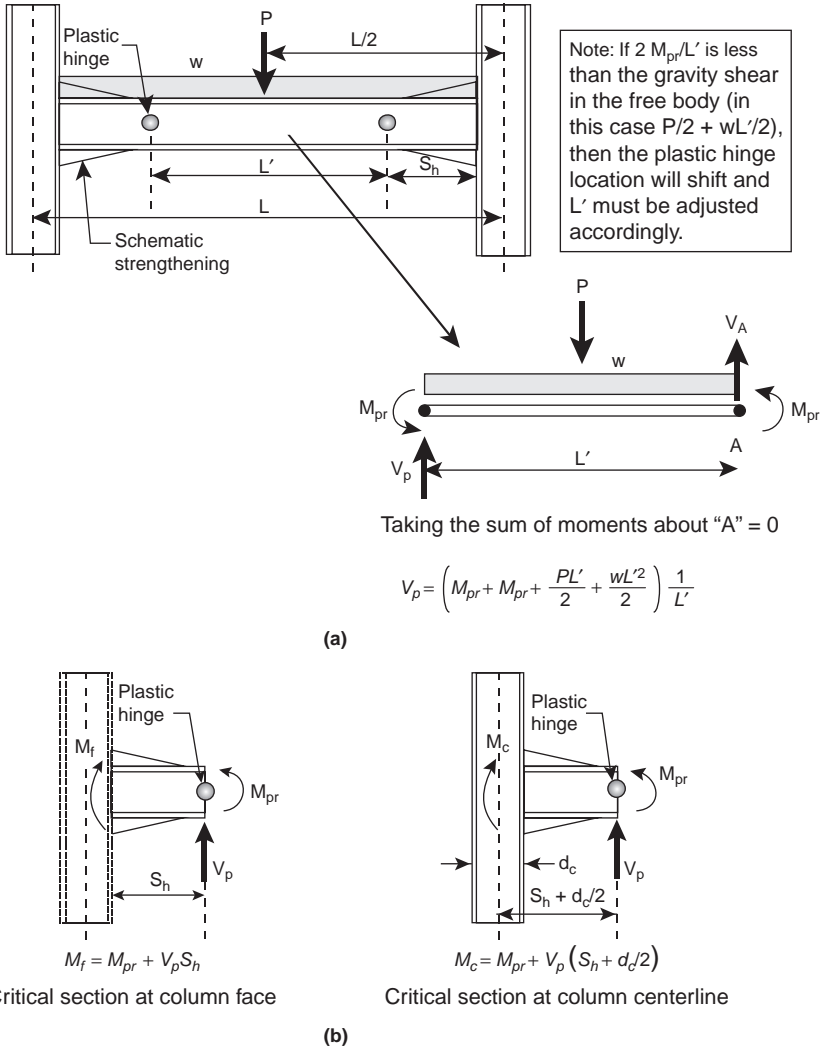 P
Plastic
hinge
w
L/2
L′
S_h
L
Schematic
strengthening
Note: If 2 M_pr/L′ is less
than the gravity shear
in the free body (in
this case P/2 + wL′/2),
then the plastic hinge
location will shift and
L′ must be adjusted
accordingly.
P
V_A
w
M_pr
M_pr
V_p
L′
A
Taking the sum of moments about “A” = 0
V_p = ( M_pr + M_pr + PL′/2 + wL′²/2 ) 1/L′
(a)
Plastic
hinge
M_f
M_pr
V_p
S_h
M_f = M_pr + V_p S_h
ritical section at column face
Plastic
hinge
M_c
M_pr
d_c
V_p
S_h + d_c/2
M_c = M_pr + V_p (S_h + d_c/2)
Critical section at column centerline
(b)